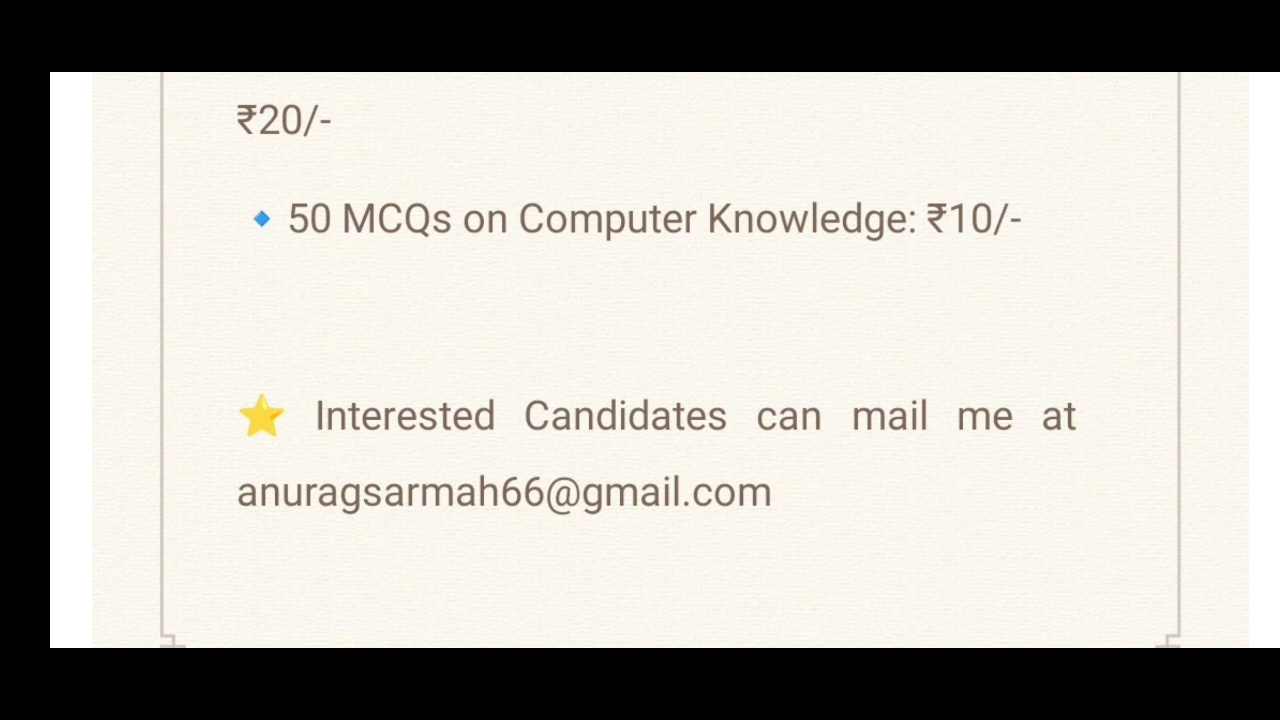 ₹20/-
🔹 50 MCQs on Computer Knowledge: ₹10/-
⭐ Interested Candidates can mail me at
anuragsarmah66@gmail.com